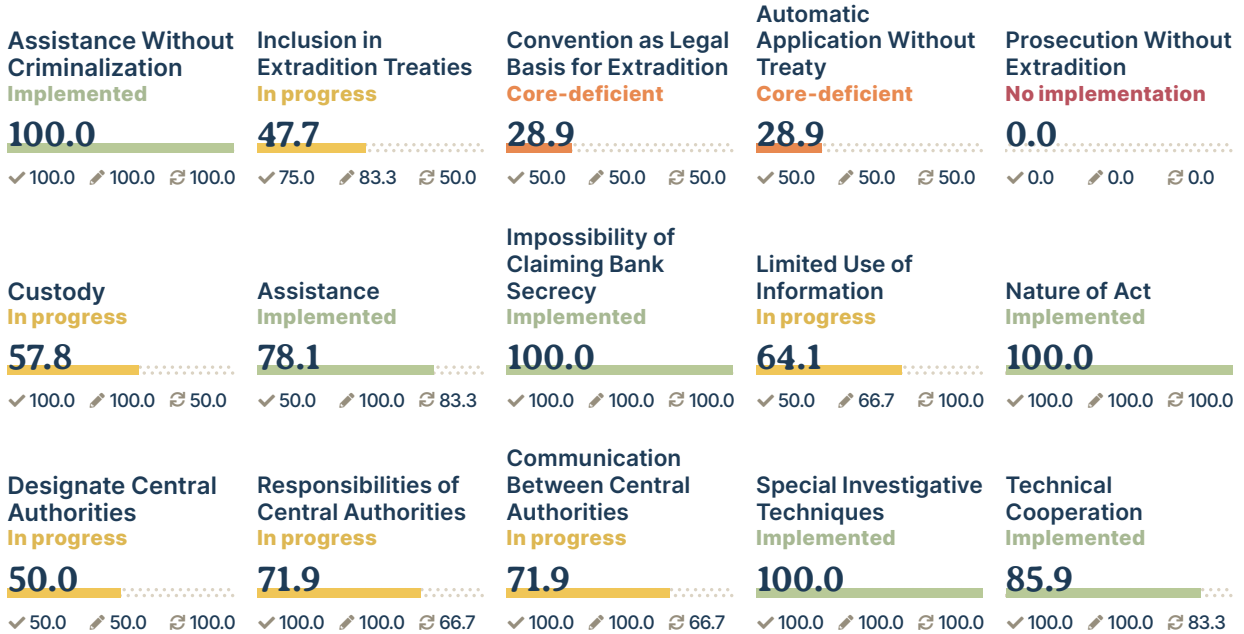 Assistance Without
Criminalization
Implemented
100.0
100.0 100.0 100.0
Inclusion in
Extradition Treaties
In progress
47.7
75.0 83.3 50.0
Convention as Legal
Basis for Extradition
Core-deficient
28.9
50.0 50.0 50.0
Automatic
Application Without
Treaty
Core-deficient
28.9
50.0 50.0 50.0
Prosecution Without
Extradition
No implementation
0.0
0.0 0.0 0.0
Custody
In progress
57.8
100.0 100.0 50.0
Assistance
Implemented
78.1
50.0 100.0 83.3
Impossibility of
Claiming Bank
Secrecy
Implemented
100.0
100.0 100.0 100.0
Limited Use of
Information
In progress
64.1
50.0 66.7 100.0
Nature of Act
Implemented
100.0
100.0 100.0 100.0
Designate Central
Authorities
In progress
50.0
50.0 50.0 100.0
Responsibilities of
Central Authorities
In progress
71.9
100.0 100.0 66.7
Communication
Between Central
Authorities
In progress
71.9
100.0 100.0 66.7
Special Investigative
Techniques
Implemented
100.0
100.0 100.0 100.0
Technical
Cooperation
Implemented
85.9
100.0 100.0 83.3